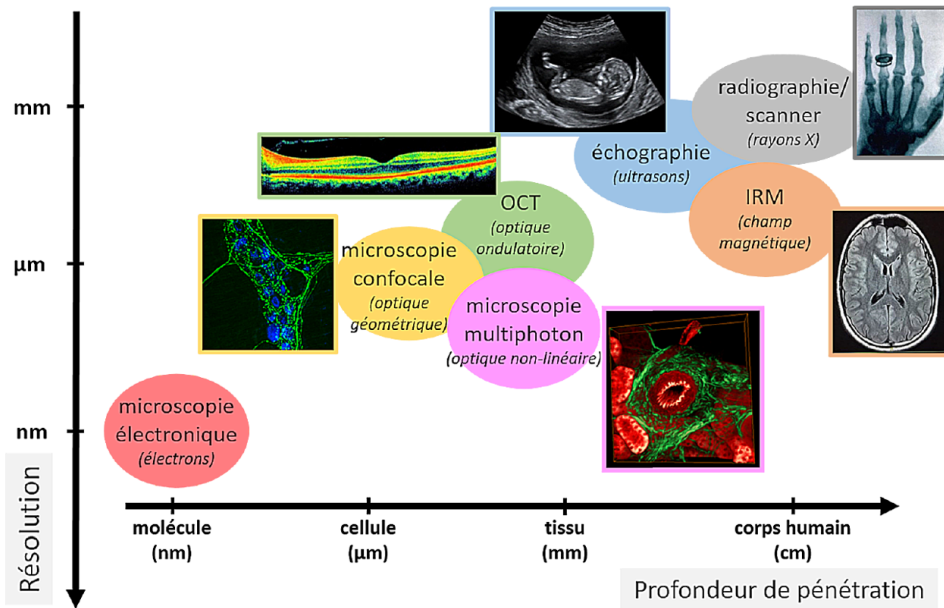 mm
µm
nm
Résolution
radiographie/
scanner
(rayons X)
échographie
(ultrasons)
IRM
(champ
magnétique)
OCT
(optique
ondulatoire)
microscopie
confocale
(optique
géométrique)
microscopie
multiphoton
(optique non-linéaire)
microscopie
électronique
(électrons)
molécule
(nm)
cellule
(µm)
tissu
(mm)
corps humain
(cm)
Profondeur de pénétration